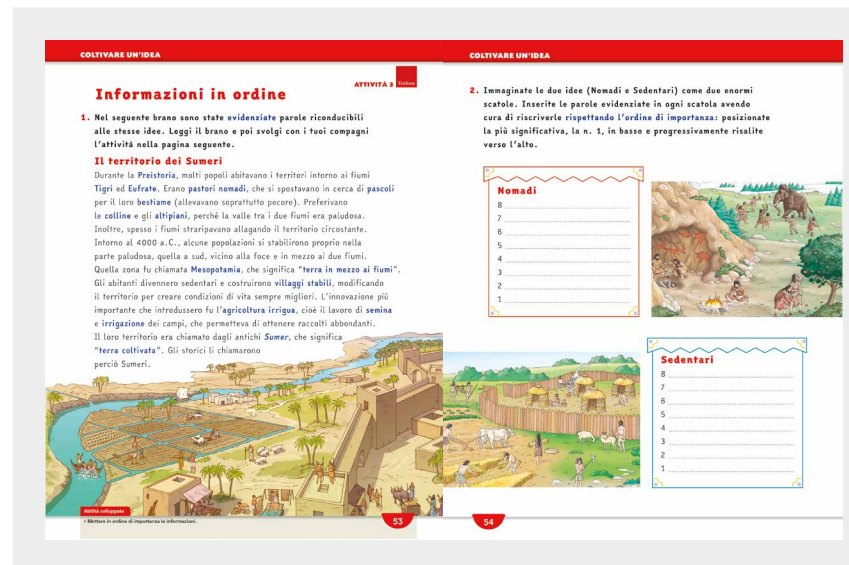 COLTIVARE UN'IDEA
ATTIVITÀ 3
Erickson
Informazioni in ordine
1. Nel seguente brano sono state evidenziate parole riconducibili
alle stesse idee. Leggi il brano e poi svolgi con i tuoi compagni
l'attività nella pagina seguente.
Il territorio dei Sumeri
Durante la Preistoria, molti popoli abitavano i territori intorno ai fiumi
Tigri ed Eufrate. Erano pastori nomadi, che si spostavano in cerca di pascoli
per il loro bestiame (allevavano soprattutto pecore). Preferivano
le colline e gli altipiani, perché la valle tra i due fiumi era paludosa.
Inoltre, spesso i fiumi straripavano allagando il territorio circostante.
Intorno al 4000 a.C., alcune popolazioni si stabilirono proprio nella
parte paludosa, quella a sud, vicino alla foce e in mezzo ai due fiumi.
Quella zona fu chiamata Mesopotamia, che significa "terra in mezzo ai fiumi".
Gli abitanti divennero sedentari e costruirono villaggi stabili, modificando
il territorio per creare condizioni di vita sempre migliori. L'innovazione più
importante che introdussero fu l'agricoltura irrigua, cioè il lavoro di semina
e irrigazione dei campi, che permetteva di ottenere raccolti abbondanti.
Il loro territorio era chiamato dagli antichi Sumer, che significa
"terra coltivata". Gli storici li chiamarono
perciò Sumeri.
Abilità sviluppate
• Mettere in ordine di importanza le informazioni.
53
COLTIVARE UN'IDEA
2. Immaginate le due idee (Nomadi e Sedentari) come due enormi
scatole. Inserite le parole evidenziate in ogni scatola avendo
cura di riscriverle rispettando l'ordine di importanza: posizionate
la più significativa, la n. 1, in basso e progressivamente risalite
verso l'alto.
Nomadi
8
7
6
5
4
3
2
1
Sedentari
8
7
6
5
4
3
2
1
54